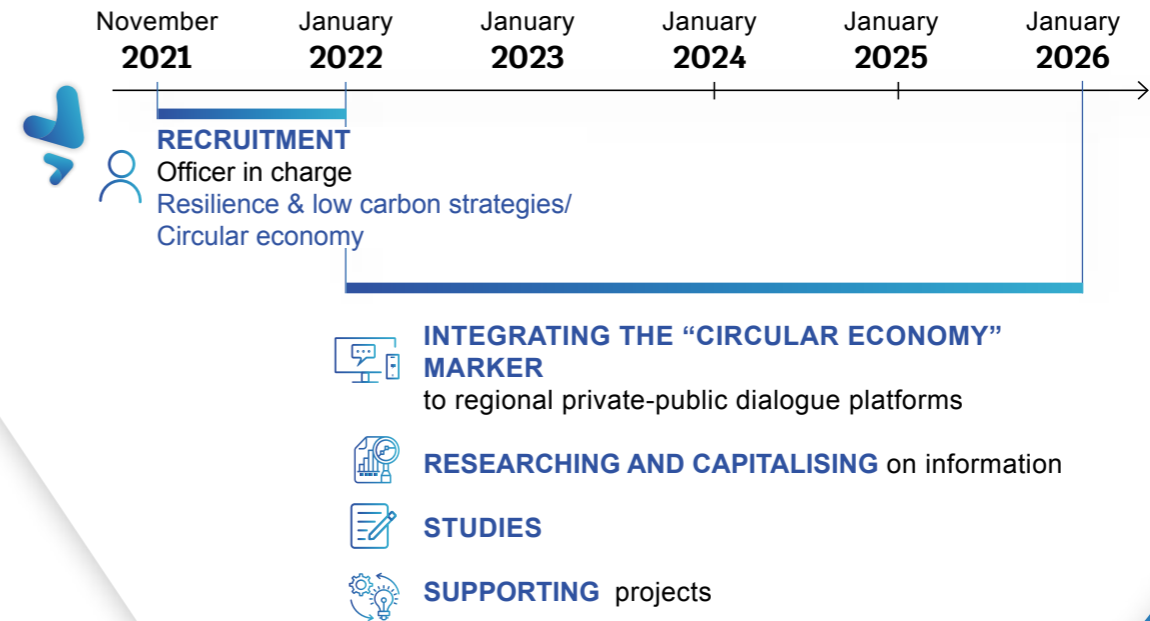 November January January January January January
2021 2022 2023 2024 2025 2026
RECRUITMENT
Officer in charge
Resilience & low carbon strategies/
Circular economy
INTEGRATING THE “CIRCULAR ECONOMY”
MARKER
to regional private-public dialogue platforms
RESEARCHING AND CAPITALISING on information
STUDIES
SUPPORTING projects